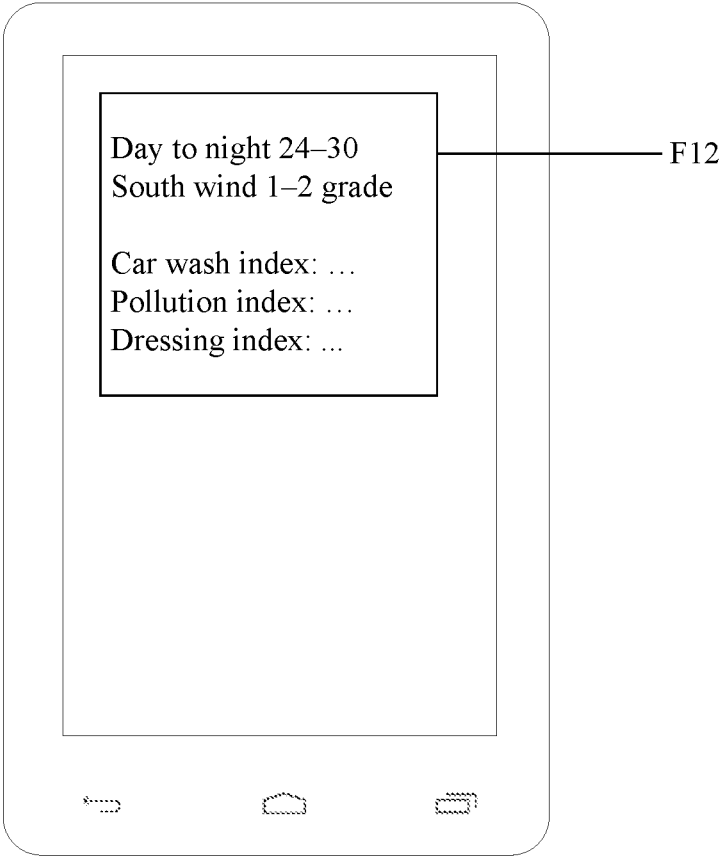 Day to night 24–30
South wind 1–2 grade
Car wash index: …
Pollution index: …
Dressing index: ...
F12